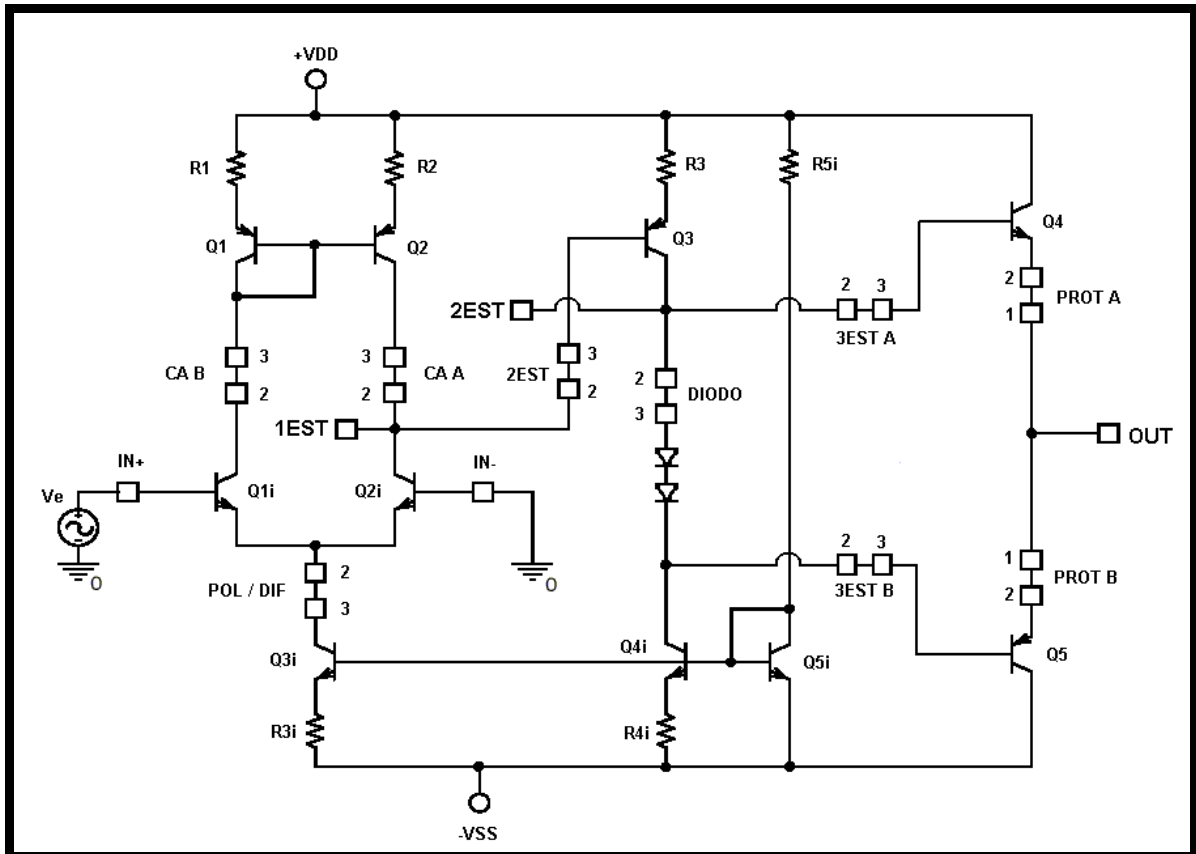 +VDD
R1
R2
R3
R5i
Q1
Q2
Q3
Q4
2
PROT A
1
2EST
2 3
3EST A
CA B
3
2
CA A
3
2
2EST
3
2
DIODO
2
3
1EST
OUT
IN+
IN-
Ve
Q1i
Q2i
0
0
POL / DIF
2
3
2 3
3EST B
1
PROT B
2
Q3i
Q4i
Q5i
Q5
R3i
R4i
-VSS